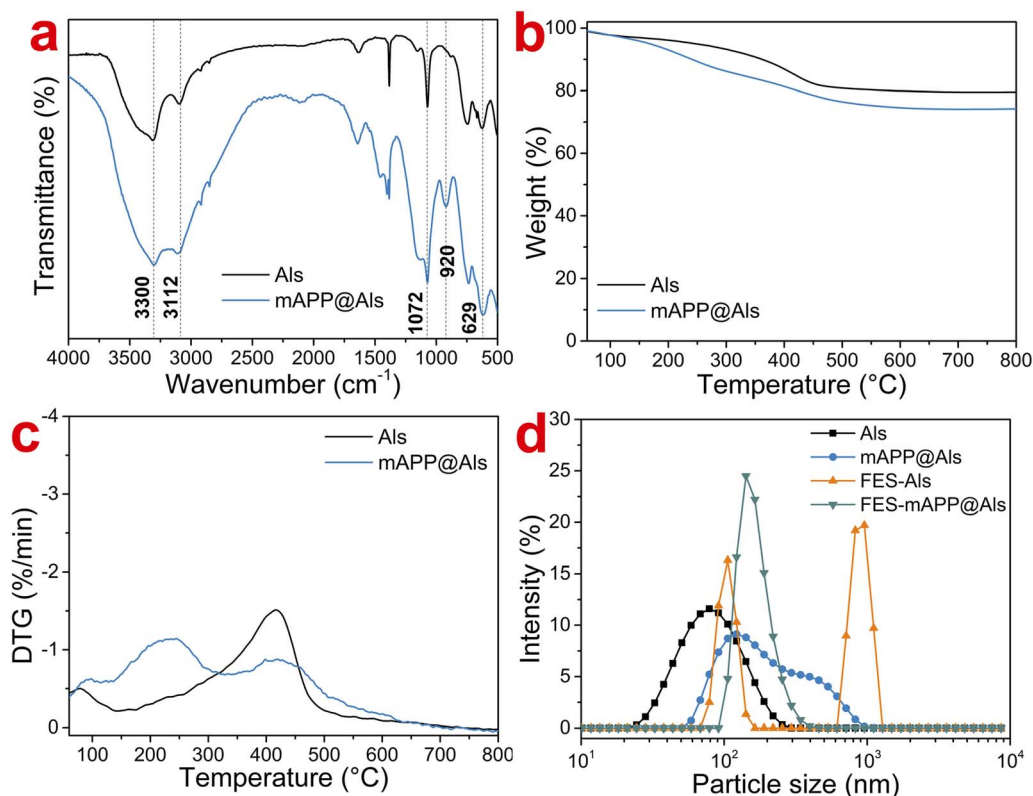 a
Transmittance (%)
3300
3112
1072
920
629
Als
mAPP@Als
4000 3500 3000 2500 2000 1500 1000 500
Wavenumber (cm⁻¹)
b
Weight (%)
100
80
60
40
20
0
Als
mAPP@Als
100 200 300 400 500 600 700 800
Temperature (°C)
c
DTG (%/min)
-4
-3
-2
-1
0
Als
mAPP@Als
100 200 300 400 500 600 700 800
Temperature (°C)
d
Intensity (%)
30
25
20
15
10
5
0
Als
mAPP@Als
FES-Als
FES-mAPP@Als
10¹ 10² 10³ 10⁴
Particle size (nm)